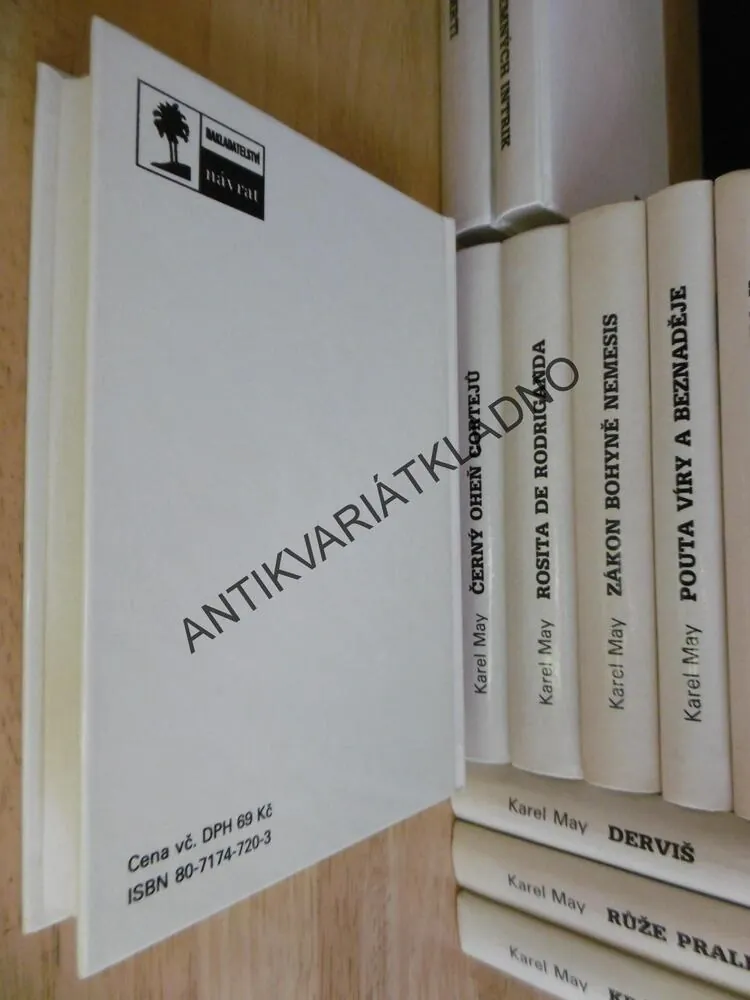 NAKLADATELSTVÍ
návrat
Cena vč. DPH 69 Kč
ISBN 80-7174-720-3
ANTIKVARIÁTKLADNO
INTRIK
Karel May ČERNÝ OHEŇ CORTEJŮ
Karel May ROSITA DE RODRIGANDA
Karel May ZÁKON BOHYNĚ NEMESIS
Karel May POUTA VÍRY A BEZNADĚJE
Karel May DERVIŠ
Karel May RŮŽE
Karel May